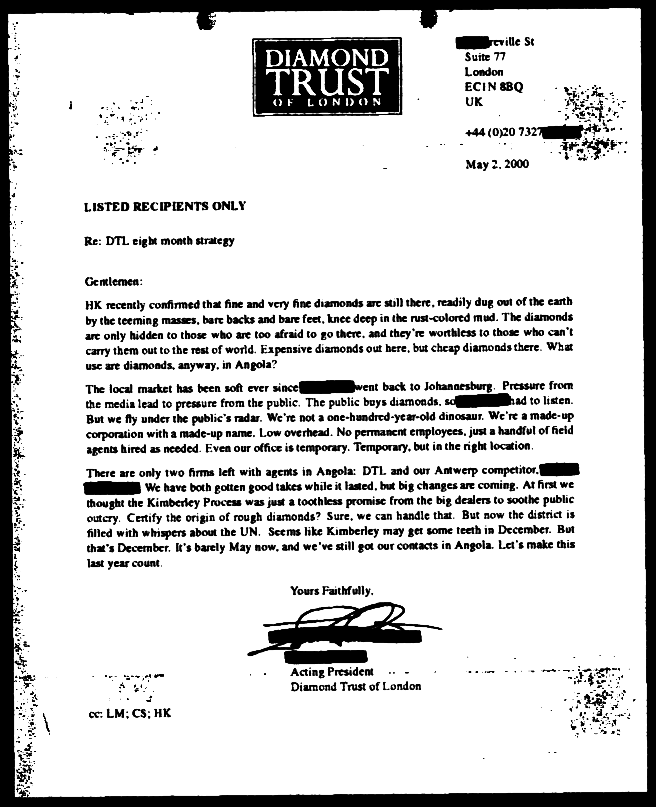 DIAMOND
TRUST
OF LONDON
reville St
Suite 77
London
EC1N 8BQ
UK
+44 (0)20 7327
May 2, 2000
LISTED RECIPIENTS ONLY
Re: DTL eight month strategy
Gentlemen:
HK recently confirmed that fine and very fine diamonds are still there, readily dug out of the earth
by the teeming masses, bare backs and bare feet, knee deep in the rust-colored mud. The diamonds
are only hidden to those who are too afraid to go there, and they're worthless to those who can't
carry them out to the rest of world. Expensive diamonds out here, but cheap diamonds there. What
use are diamonds, anyway, in Angola?
The local market has been soft ever since went back to Johannesburg. Pressure from
the media lead to pressure from the public. The public buys diamonds, so had to listen.
But we fly under the public's radar. We're not a one-hundred-year-old dinosaur. We're a made-up
corporation with a made-up name. Low overhead. No permanent employees, just a handful of field
agents hired as needed. Even our office is temporary. Temporary, but in the right location.
There are only two firms left with agents in Angola: DTL and our Antwerp competitor,
We have both gotten good takes while it lasted, but big changes are coming. At first we
thought the Kimberley Process was just a toothless promise from the big dealers to soothe public
outcry. Certify the origin of rough diamonds? Sure, we can handle that. But now the district is
filled with whispers about the UN. Seems like Kimberley may get some teeth in December. But
that's December. It's barely May now, and we've still got our contacts in Angola. Let's make this
last year count.
Yours Faithfully,
Acting President
Diamond Trust of London
cc: LM; CS; HK